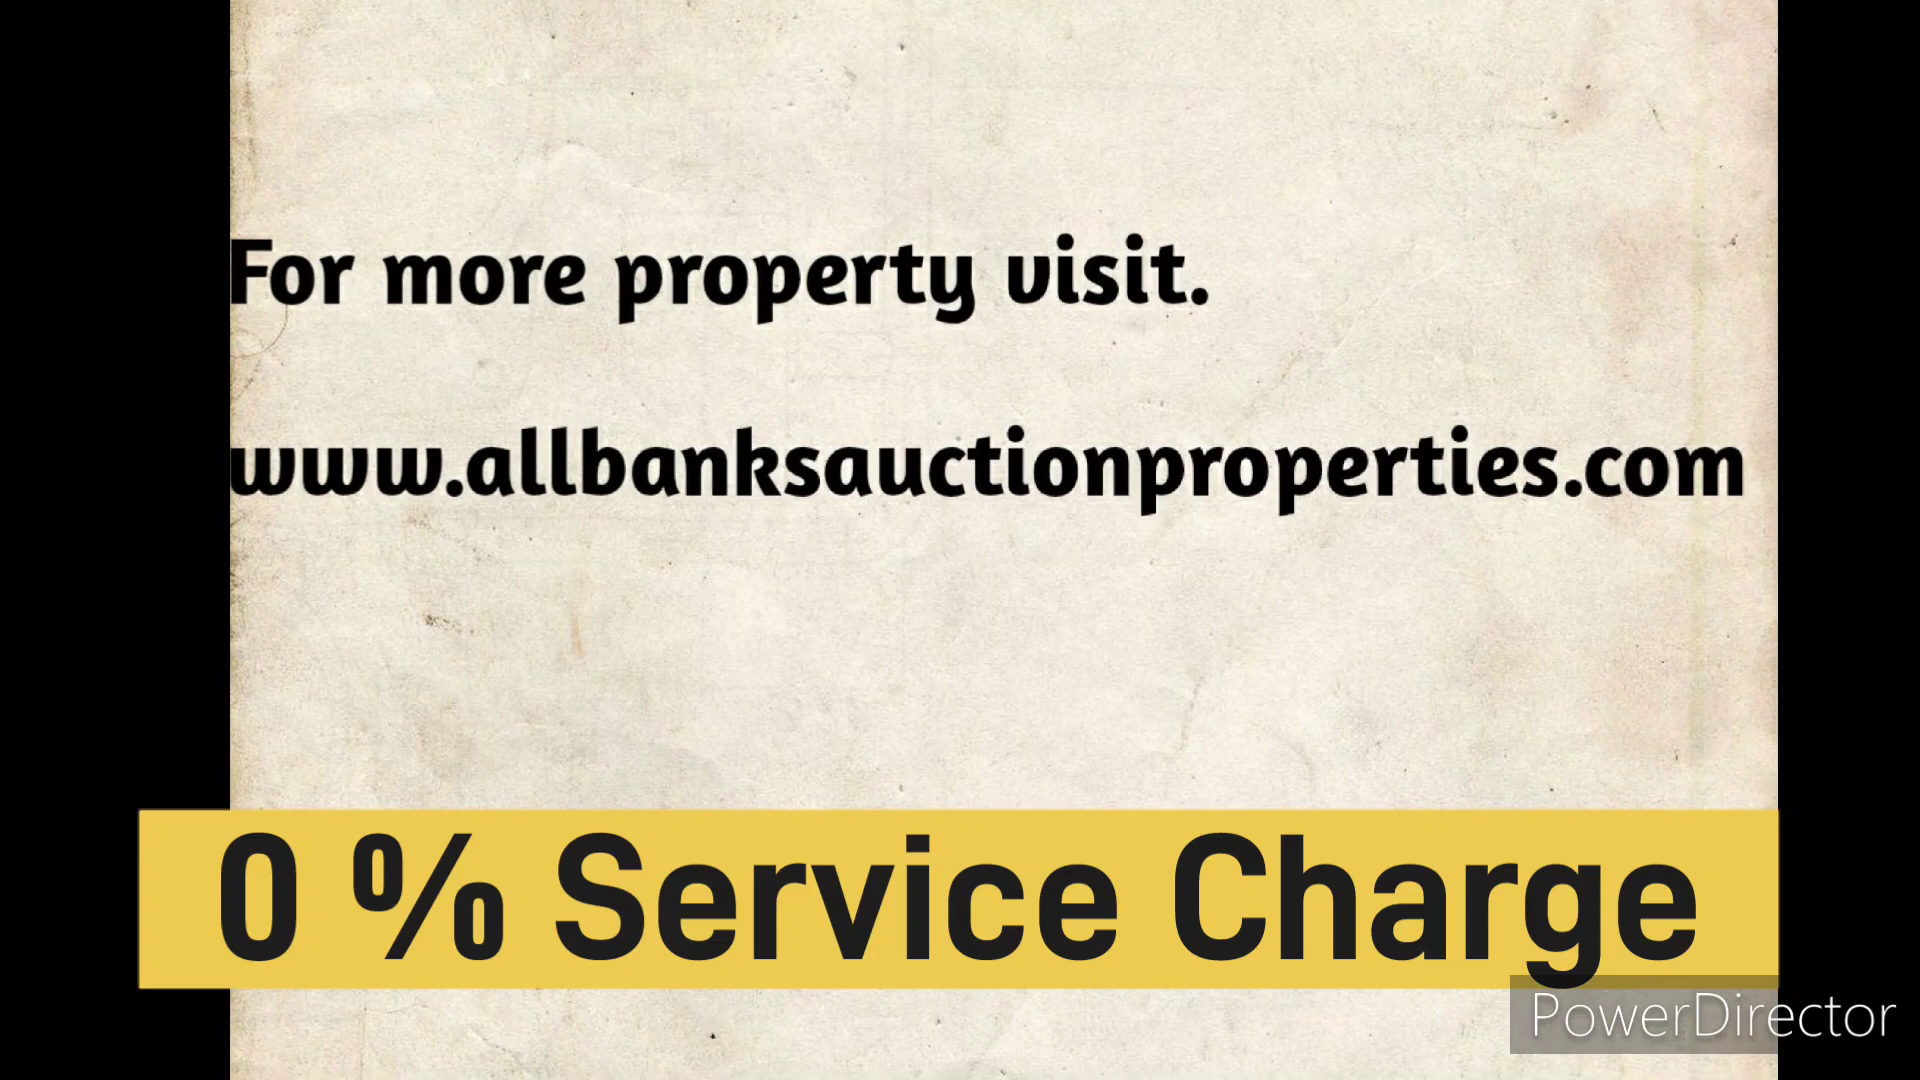 For more property visit.
www.allbanksauctionproperties.com
0 % Service Charge
PowerDirector